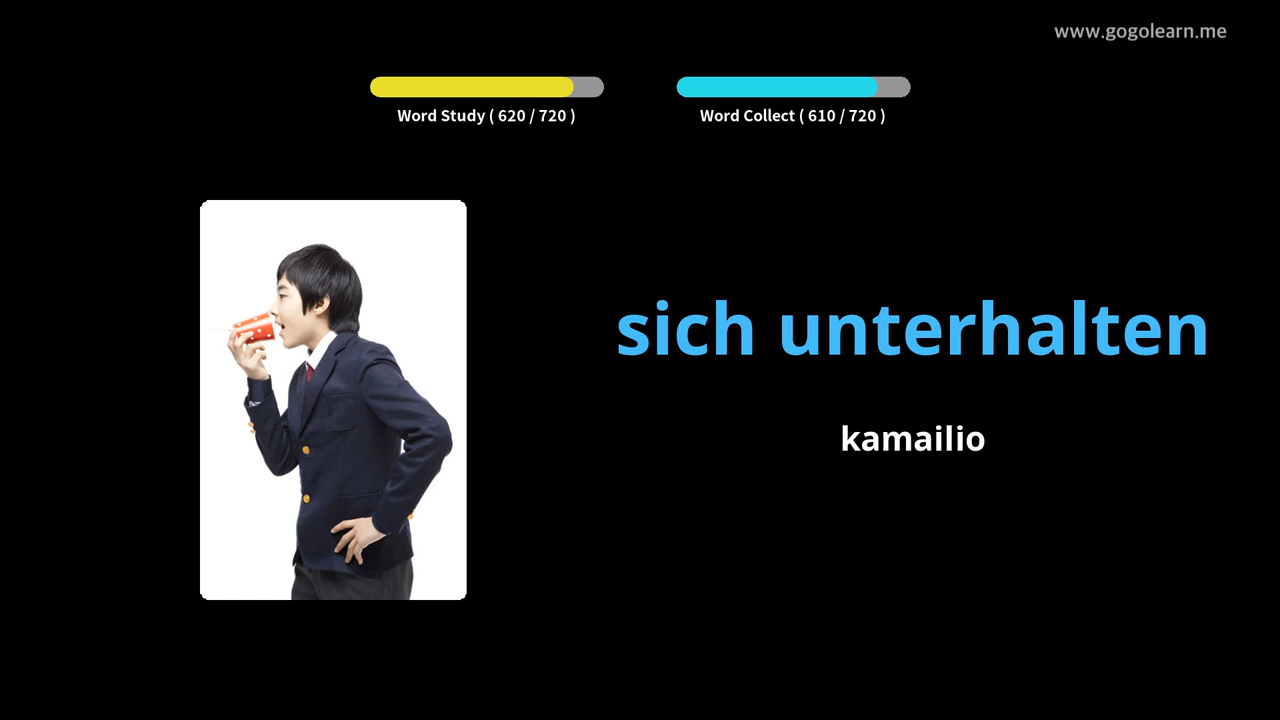 www.gogolearn.me
Word Study ( 620 / 720 )
Word Collect ( 610 / 720 )
sich unterhalten
kamailio